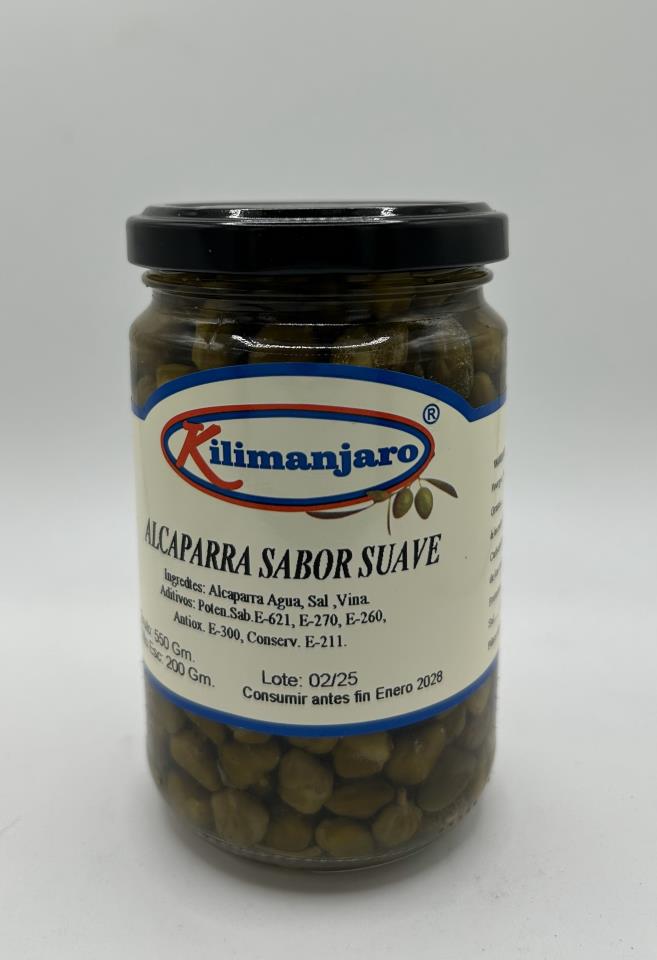 Kilimanjaro®
ALCAPARRA SABOR SUAVE
Ingredtes: Alcaparra Agua, Sal ,Vina.
Aditivos: Poten.Sab.E-621, E-270, E-260,
Antiox. E-300, Conserv. E-211.
550 Gm.
Esc: 200 Gm.
Lote: 02/25
Consumir antes fin Enero 2028